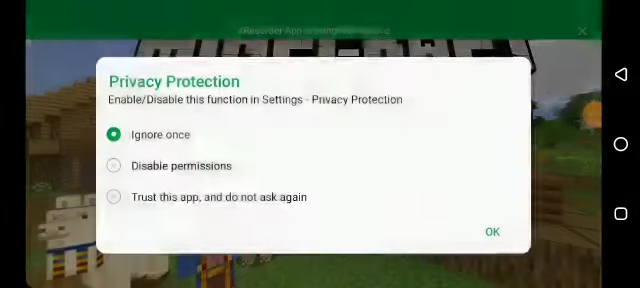 MINECRAFT
Privacy Protection
Enable/Disable this function in Settings - Privacy Protection
Ignore once
Disable permissions
Trust this app, and do not ask again
OK